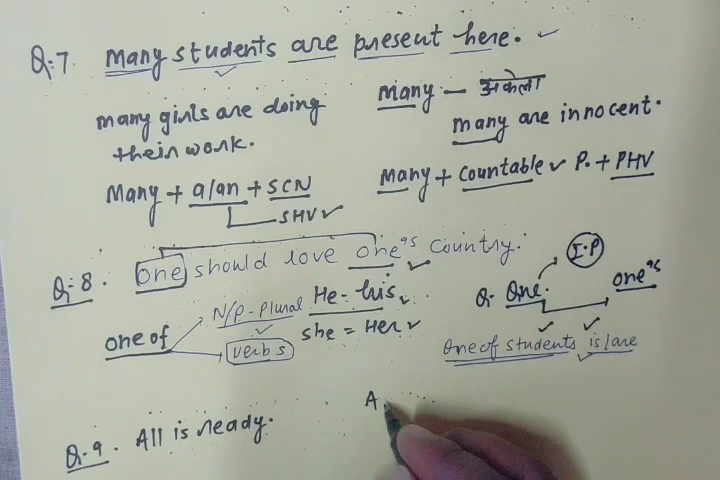 Q:7 Many students are present here.
many girls are doing
their work.
many — अकेला
many are innocent.
Many + a/an + SCN
SHV
Many + Countable P. + PHV
Q:8. One should love one's Country.
I.P
Q- One. one's
one of N/P-Plural He - his
verb s she = Her
One of students is/are
Q.9. All is ready. A